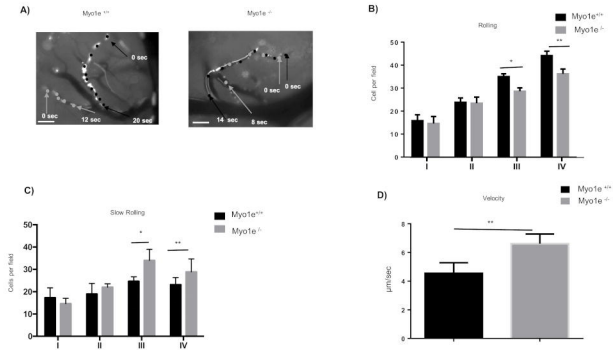 A)
Myo1e +/+
Myo1e -/-
0 sec
0 sec
12 sec
20 sec
0 sec
0 sec
14 sec
8 sec
B)
Rolling
Myo1e+/+
Myo1e -/-
Cell per field
60
50
40
30
20
10
0
*
**
I II III IV
C)
Slow Rolling
Myo1e+/+
Myo1e -/-
Cells per field
50
40
30
20
10
0
*
**
I II III IV
D)
Velocity
Myo1e +/+
Myo1e -/-
µm/sec
8
6
4
2
0
**